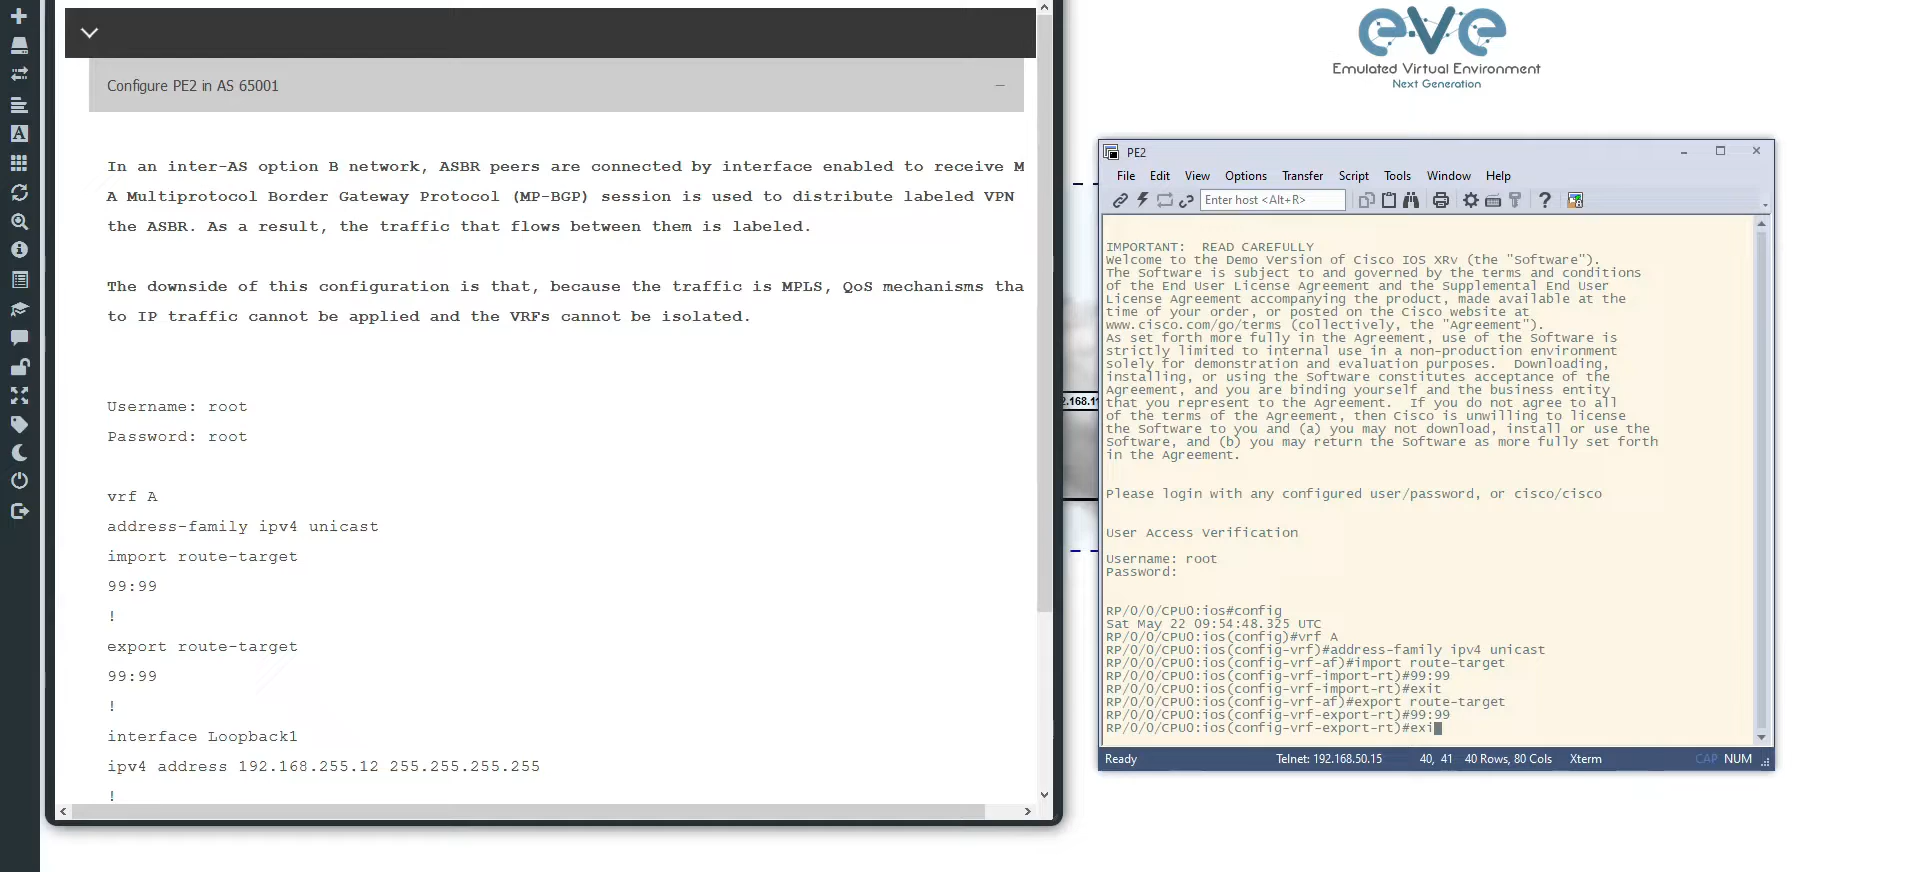 Configure PE2 in AS 65001
In an inter-AS option B network, ASBR peers are connected by interface enabled to receive M
A Multiprotocol Border Gateway Protocol (MP-BGP) session is used to distribute labeled VPN
the ASBR. As a result, the traffic that flows between them is labeled.
The downside of this configuration is that, because the traffic is MPLS, QoS mechanisms tha
to IP traffic cannot be applied and the VRFs cannot be isolated.
Username: root
Password: root
vrf A
address-family ipv4 unicast
import route-target
99:99
!
export route-target
99:99
!
interface Loopback1
ipv4 address 192.168.255.12 255.255.255.255
!
eve
Emulated Virtual Environment
Next Generation
2.168.11
PE2
File Edit View Options Transfer Script Tools Window Help
Enter host <Alt+R>
IMPORTANT:  READ CAREFULLY
Welcome to the Demo Version of Cisco IOS XRv (the "Software").
The Software is subject to and governed by the terms and conditions
of the End User License Agreement and the Supplemental End User
License Agreement accompanying the product, made available at the
time of your order, or posted on the Cisco website at
www.cisco.com/go/terms (collectively, the "Agreement").
As set forth more fully in the Agreement, use of the Software is
strictly limited to internal use in a non-production environment
solely for demonstration and evaluation purposes.  Downloading,
installing, or using the Software constitutes acceptance of the
Agreement, and you are binding yourself and the business entity
that you represent to the Agreement.  If you do not agree to all
of the terms of the Agreement, then Cisco is unwilling to license
the Software to you and (a) you may not download, install or use the
Software, and (b) you may return the Software as more fully set forth
in the Agreement.
Please login with any configured user/password, or cisco/cisco
User Access Verification
Username: root
Password:
RP/0/0/CPU0:ios#config
Sat May 22 09:54:48.325 UTC
RP/0/0/CPU0:ios(config)#vrf A
RP/0/0/CPU0:ios(config-vrf)#address-family ipv4 unicast
RP/0/0/CPU0:ios(config-vrf-af)#import route-target
RP/0/0/CPU0:ios(config-vrf-import-rt)#99:99
RP/0/0/CPU0:ios(config-vrf-import-rt)#exit
RP/0/0/CPU0:ios(config-vrf-af)#export route-target
RP/0/0/CPU0:ios(config-vrf-export-rt)#99:99
RP/0/0/CPU0:ios(config-vrf-export-rt)#exi
Ready Telnet: 192.168.50.15 40, 41 40 Rows, 80 Cols Xterm CAP NUM